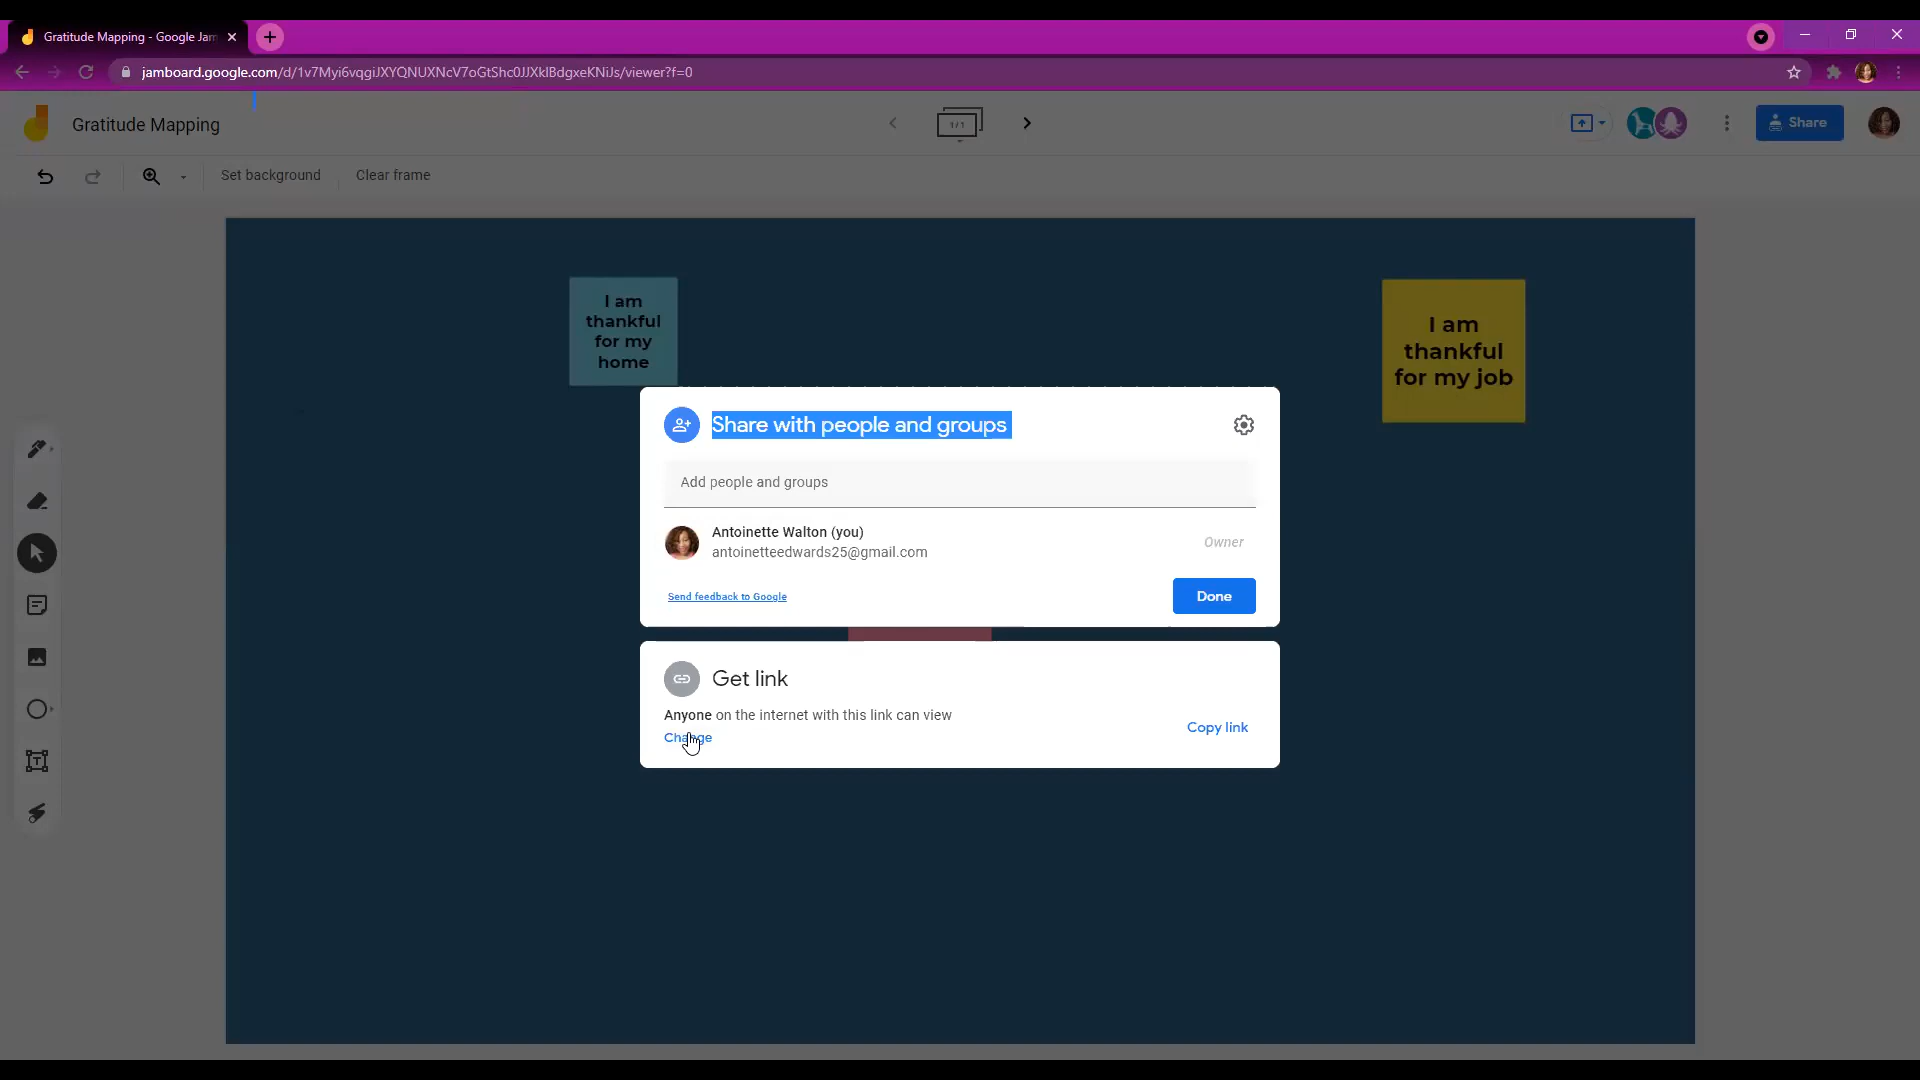 Gratitude Mapping - Google Jam
jamboard.google.com/d/1v7Myi6vqgiJXYQNUXNcV7oGtShc0JJXkIBdgxeKNiJs/viewer?f=0
Gratitude Mapping
1 / 1
Share
Set background
Clear frame
I am
thankful
for my
home
I am
thankful
for my job
Share with people and groups
Add people and groups
Antoinette Walton (you)
antoinetteedwards25@gmail.com
Owner
Send feedback to Google
Done
Get link
Anyone on the internet with this link can view
Change
Copy link